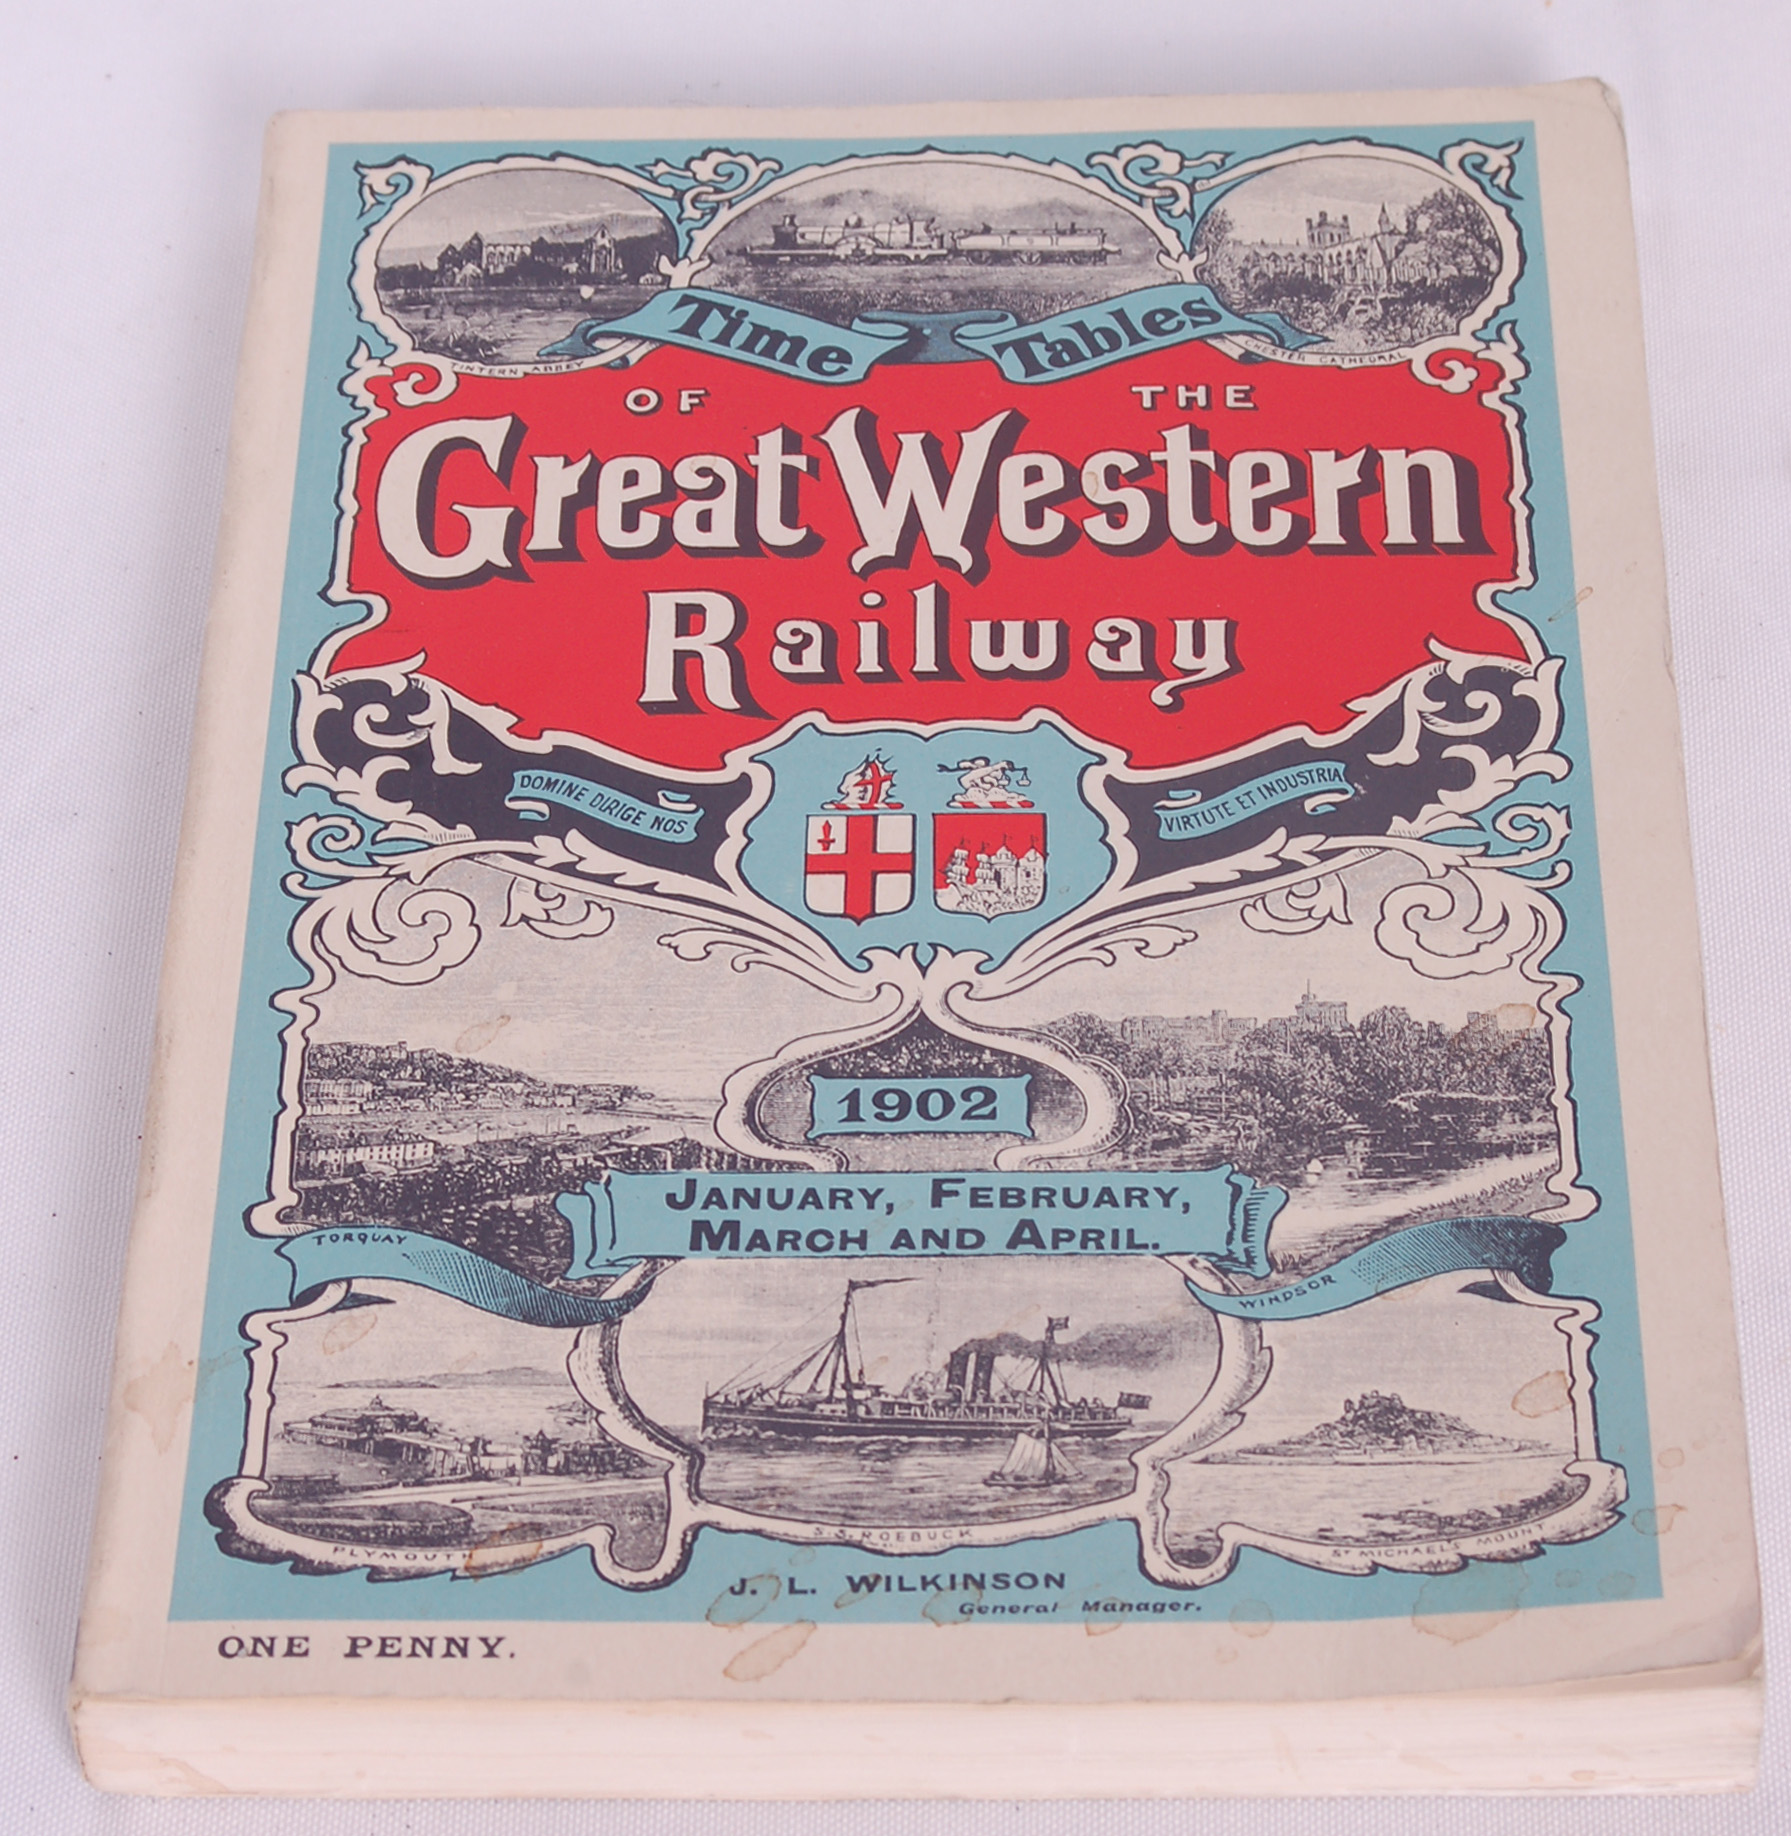 TINTERN ABBEY
CHESTER CATHEDRAL
Time Tables
OF THE
Great Western
Railway
DOMINE DIRIGE NOS
VIRTUTE ET INDUSTRIA
1902
JANUARY, FEBRUARY,
MARCH AND APRIL.
TORQUAY
WINDSOR
PLYMOUTH
S.S. ROEBUCK
ST MICHAEL'S MOUNT
J. L. WILKINSON
General Manager.
ONE PENNY.